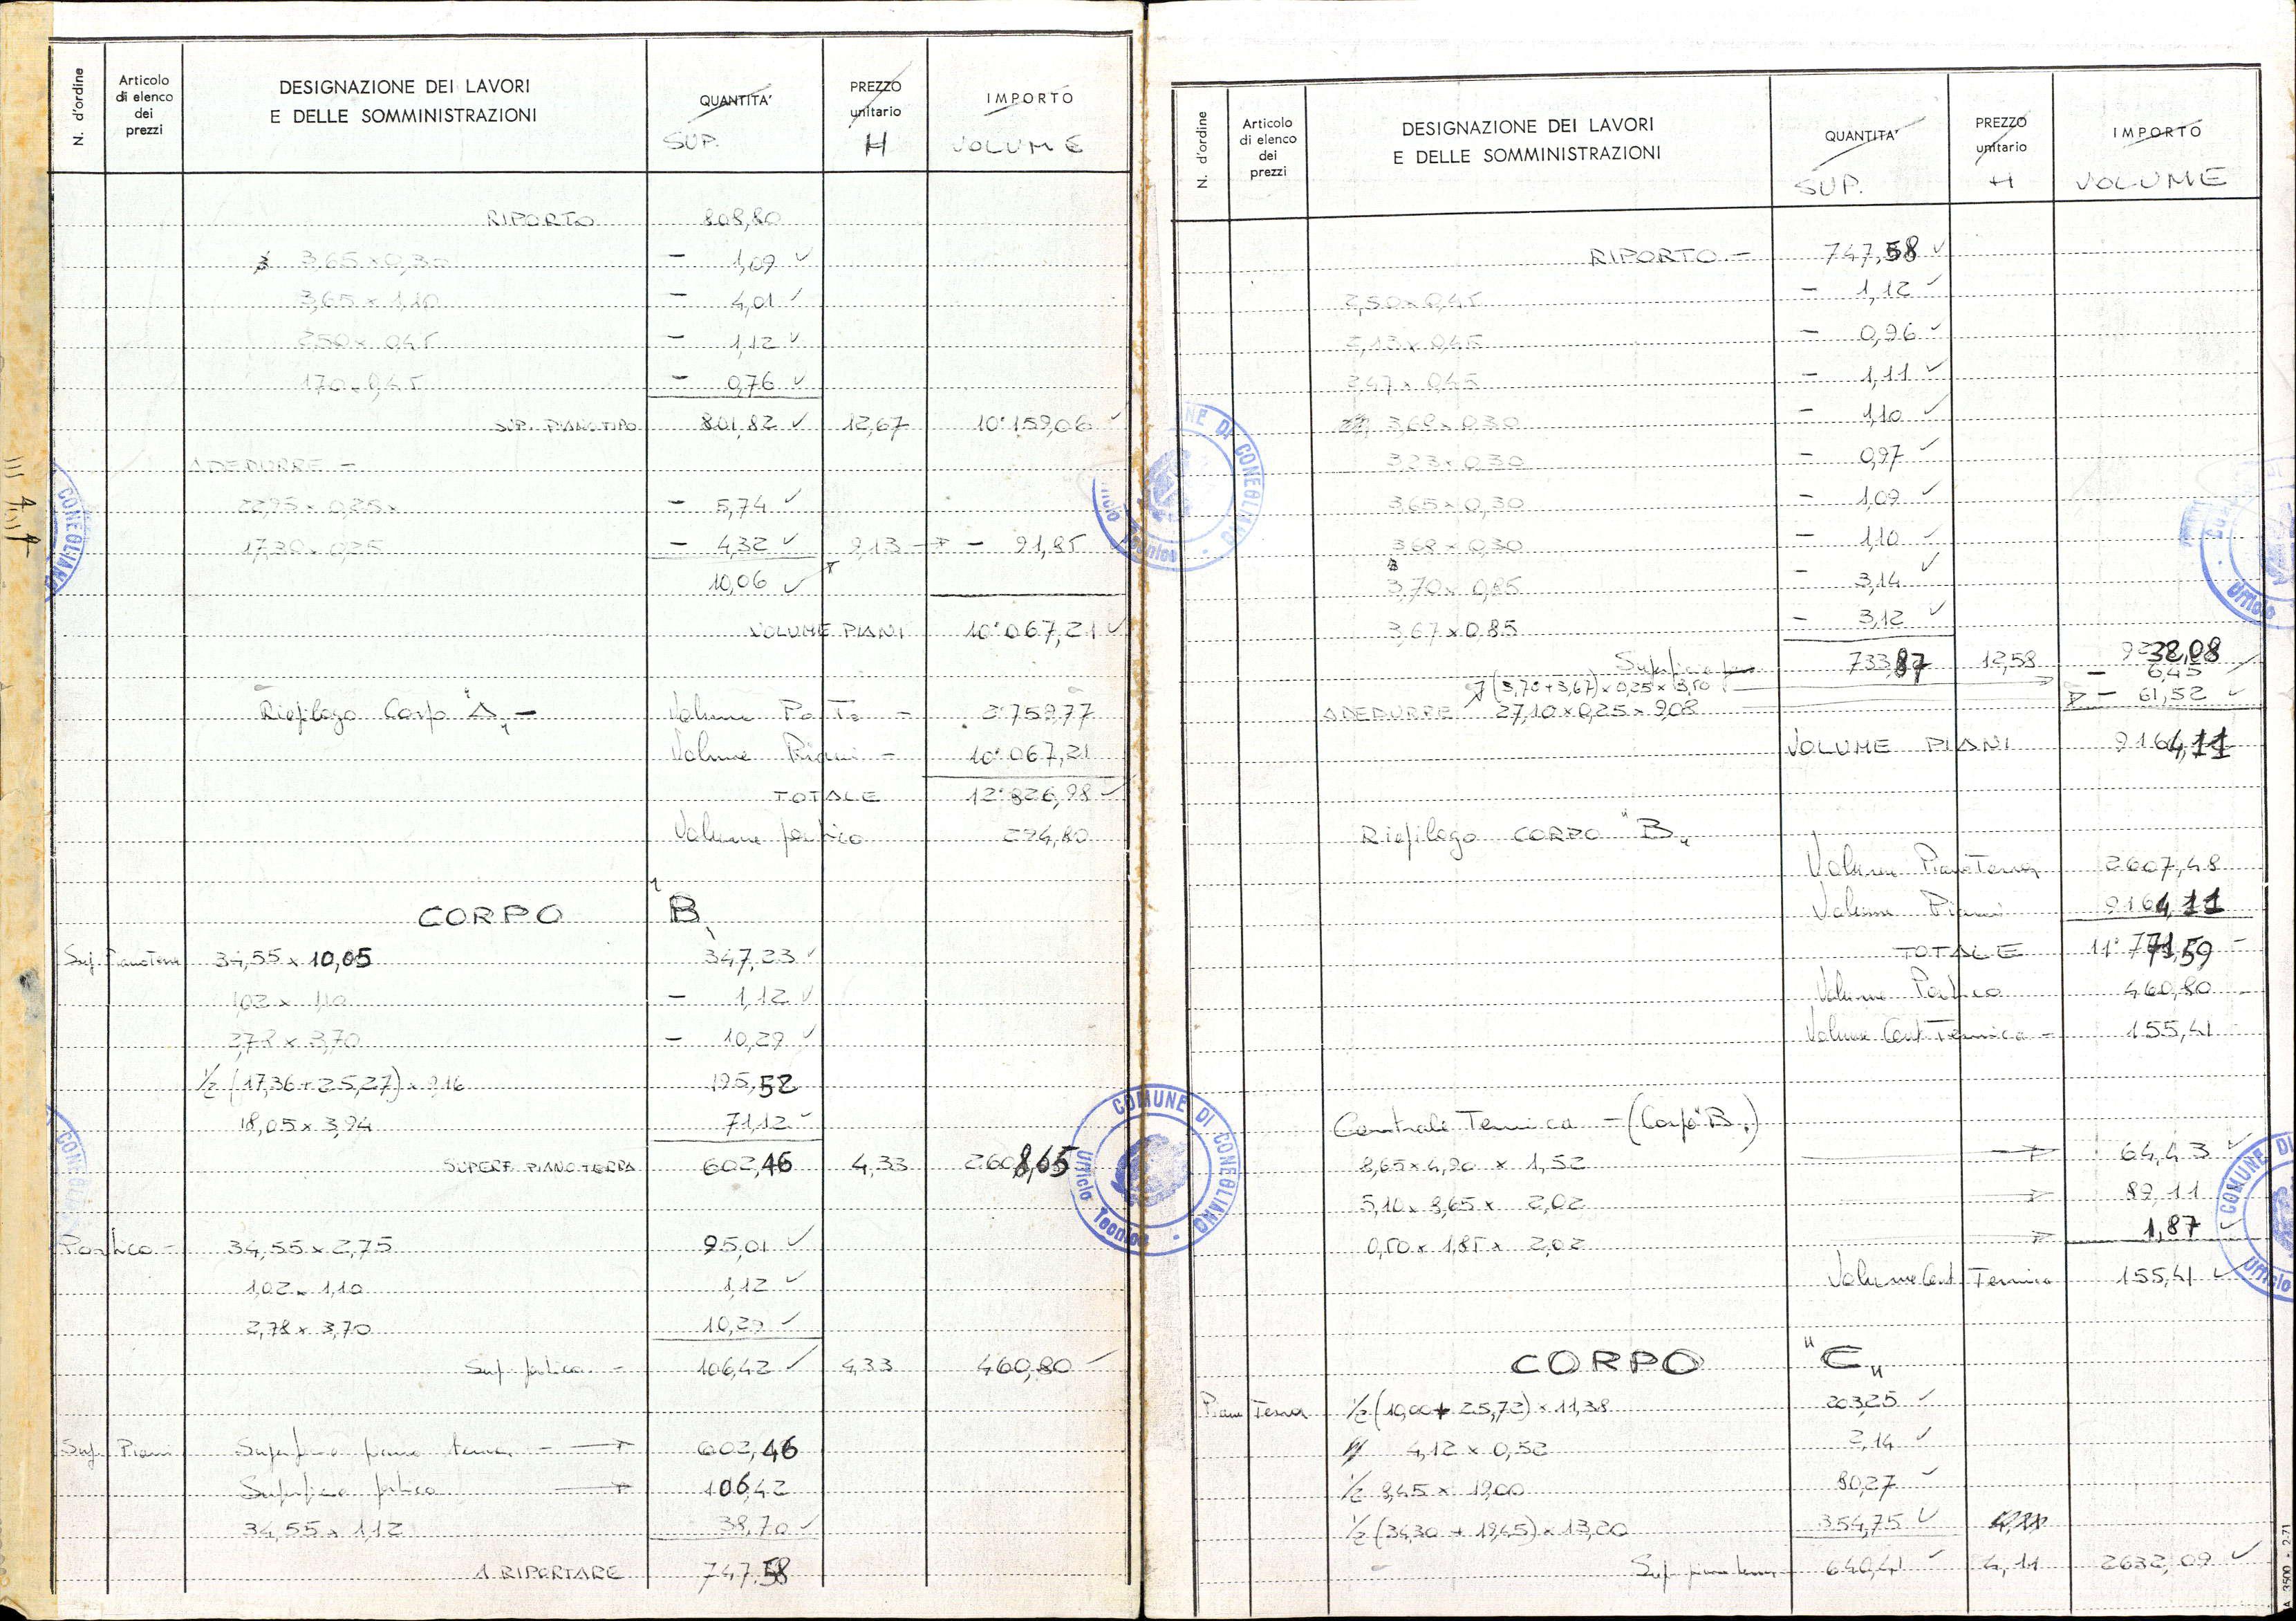 N. d'ordine
Articolo di elenco dei prezzi
DESIGNAZIONE DEI LAVORI E DELLE SOMMINISTRAZIONI
QUANTITA' SUP.
PREZZO unitario H
IMPORTO VOLUME
RIPORTO 808,80
3,65 x 0,30 - 1,09 ✓
3,65 x 1,10 - 4,01 ✓
2,50 x 0,45 - 1,12 ✓
1,70 x 0,45 - 0,76 ✓
SUP. PIANO TIPO 801,82 ✓ 12,67 10'159,06 ✓
A DEDURRE -
22,95 x 0,25 - 5,74 ✓
17,30 x 0,25 - 4,32 ✓ 9,13 → - 91,85
10,06 ✓
VOLUME PIANI 10'067,21 ✓
Riepilogo Corpo "A" - Volume Po To - 2'759,77
Volume Piani - 10'067,21
TOTALE 12'826,98 ✓
Volume portico 294,80
CORPO "B"
Sup. Piano Terra 34,55 x 10,05 347,23 ✓
1,02 x 1,10 - 1,12 ✓
2,78 x 3,70 - 10,29 ✓
1/2 (17,36 + 25,27) x 9,16 195,52
18,05 x 3,94 71,12 ✓
SUPERF. PIANO TERRA 602,46 4,33 2608,65
Portico - 34,55 x 2,75 95,01 ✓
1,02 x 1,10 1,12 ✓
2,78 x 3,70 10,29 ✓
Sup. portico - 106,42 ✓ 4,33 460,80 ✓
Sup. Piani Superficie piano terra - → 602,46
Superficie portico → 106,42
34,55 x 1,12 38,70 ✓
A RIPORTARE 747,58
N. d'ordine
Articolo di elenco dei prezzi
DESIGNAZIONE DEI LAVORI E DELLE SOMMINISTRAZIONI
QUANTITA' SUP.
PREZZO unitario H
IMPORTO VOLUME
RIPORTO - 747,58 ✓
2,50 x 0,45 - 1,12 ✓
2,13 x 0,45 - 0,96 ✓
2,47 x 0,45 - 1,11 ✓
3,68 x 0,30 - 1,10 ✓
3,23 x 0,30 - 0,97 ✓
3,65 x 0,30 - 1,09 ✓
3,68 x 0,30 - 1,10 ✓
3,70 x 0,85 - 3,14 ✓
3,67 x 0,85 - 3,12 ✓
Superficie 733,87 12,58 9232,08
(3,70 + 3,67) x 0,25 x 3,50 - 6,45
A DEDURRE 27,10 x 0,25 x 9,08 → - 61,52 ✓
VOLUME PIANI 9164,11
Riepilogo CORPO "B"
Volume Piano Terra 2607,48
Volume Piani 9164,11
TOTALE 11'771,59 -
Volume Portico 460,80
Volume Cent. Termica - 155,41
Centrale Termica - (Corpo "B")
8,65 x 4,90 x 1,52 → 64,43 ✓
5,10 x 8,65 x 2,02 → 89,11
0,50 x 1,85 x 2,02 → 1,87 ✓
Volume Cent. Termica 155,41 ✓
CORPO "C"
Piano Terra 1/2 (10,00 + 25,72) x 11,38 203,25 ✓
4,12 x 0,52 2,14 ✓
1/2 8,45 x 19,00 80,27 ✓
1/2 (34,30 + 19,45) x 13,20 354,75 ✓
Sup. piano terra 640,41 ✓ 4,11 2632,09 ✓
COMUNE DI CONEGLIANO
Ufficio Tecnico